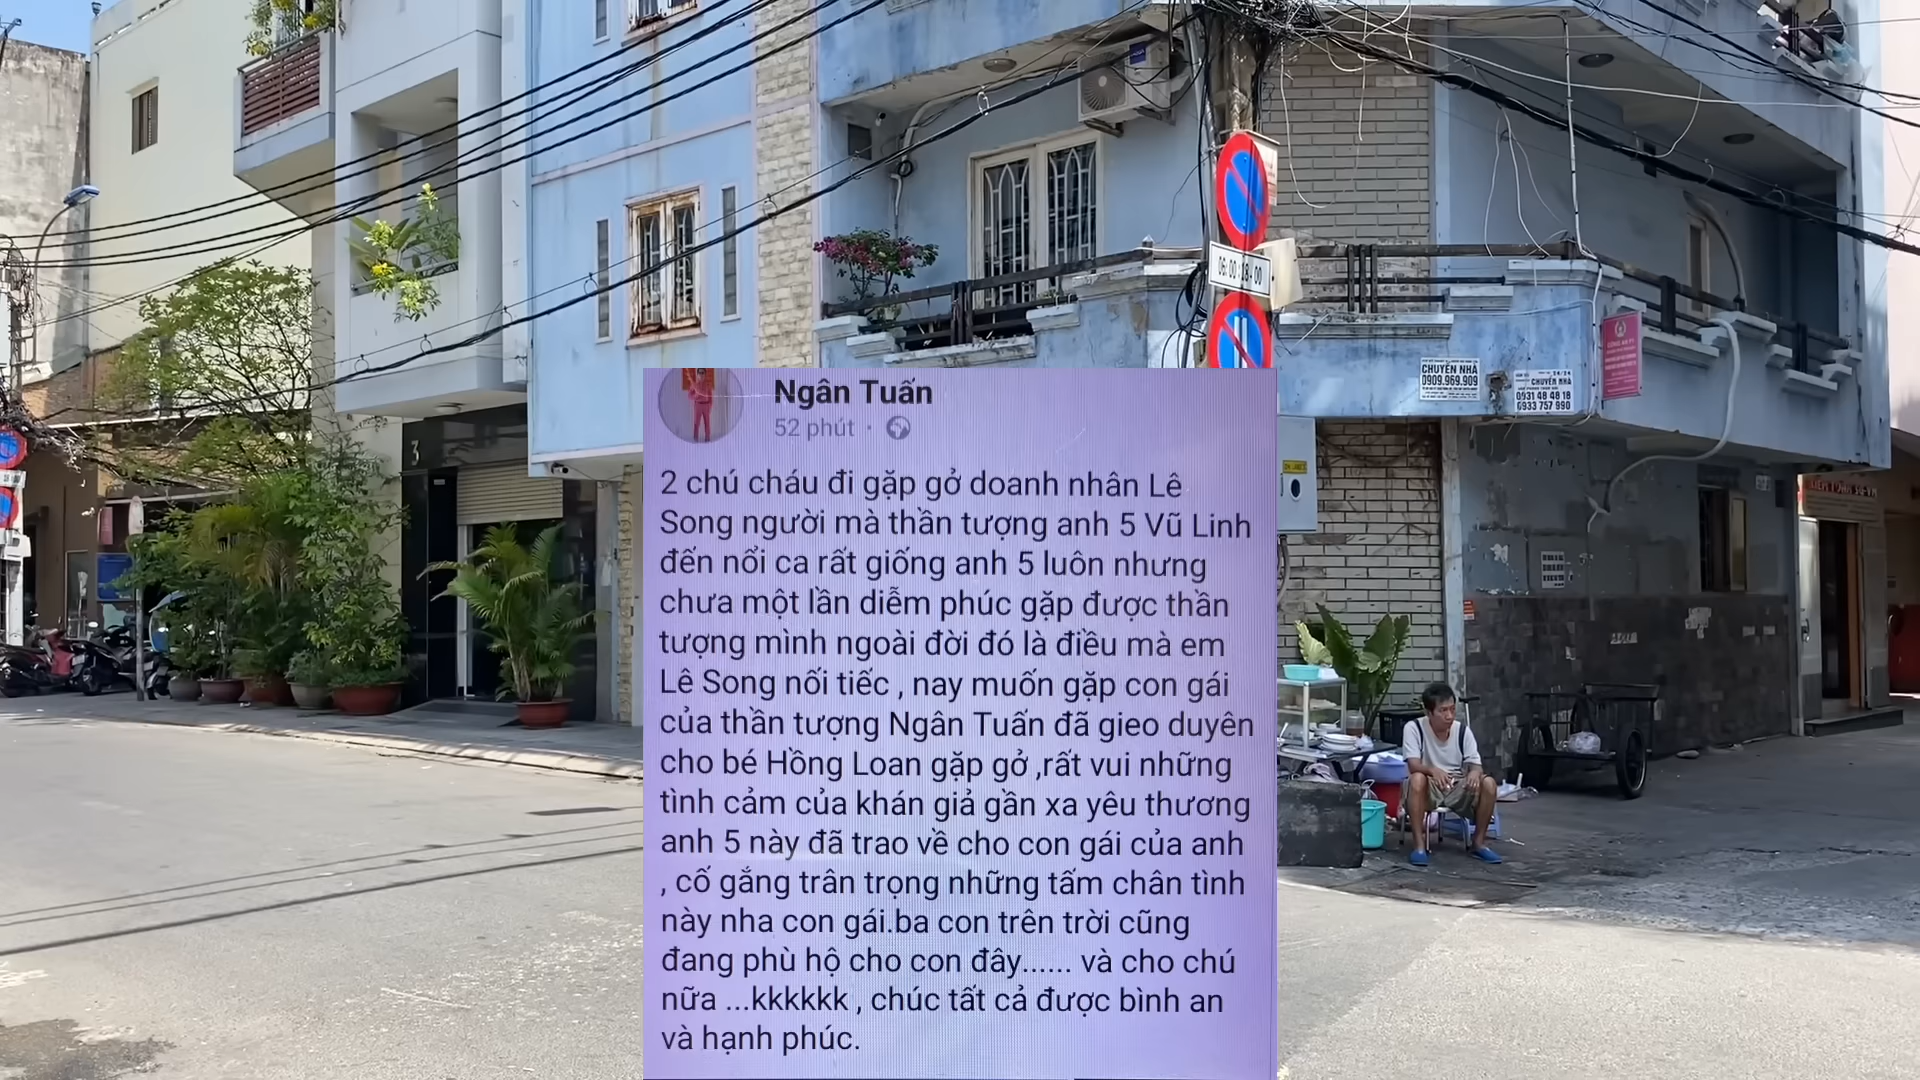 06:00 18:00
CHUYỂN NHÀ
0909.969.909
CHUYỂN NHÀ
0931 48 48 18
0933 757 990
3
Ngân Tuấn
52 phút ·
2 chú cháu đi gặp gở doanh nhân Lê
Song người mà thần tượng anh 5 Vũ Linh
đến nổi ca rất giống anh 5 luôn nhưng
chưa một lần diễm phúc gặp được thần
tượng mình ngoài đời đó là điều mà em
Lê Song nối tiếc , nay muốn gặp con gái
của thần tượng Ngân Tuấn đã gieo duyên
cho bé Hồng Loan gặp gở ,rất vui những
tình cảm của khán giả gần xa yêu thương
anh 5 này đã trao về cho con gái của anh
, cố gắng trân trọng những tấm chân tình
này nha con gái.ba con trên trời cũng
đang phù hộ cho con đây...... và cho chú
nữa ...kkkkkk , chúc tất cả được bình an
và hạnh phúc.